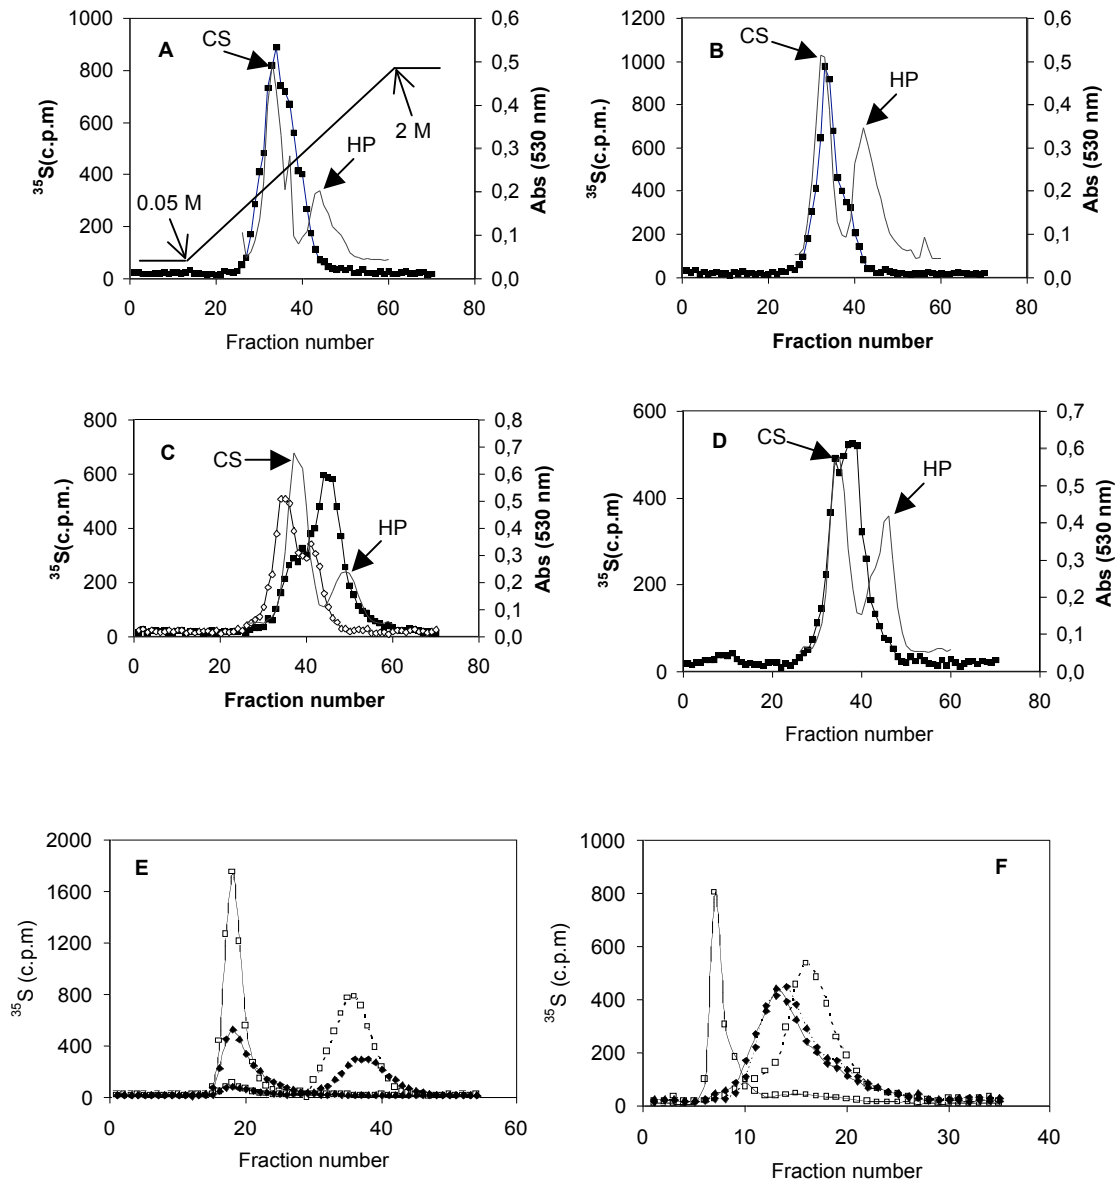 1000
800
600
400
200
0
³⁵S(c.p.m)
A
CS
HP
0.05 M
2 M
0,6
0,5
0,4
0,3
0,2
0,1
0,0
Abs (530 nm)
0 20 40 60 80
Fraction number
1200
1000
800
600
400
200
0
³⁵S(c.p.m.)
B
CS
HP
0,6
0,5
0,4
0,3
0,2
0,1
0,0
Abs (530 nm)
0 20 40 60 80
Fraction number
800
600
400
200
0
³⁵S(c.p.m.)
C
CS
HP
0,8
0,7
0,6
0,5
0,4
0,3
0,2
0,1
0,0
Abs (530 nm)
0 20 40 60 80
Fraction number
600
400
200
0
³⁵S(c.p.m)
D
CS
HP
0,7
0,6
0,5
0,4
0,3
0,2
0,1
0,0
Abs (530 nm)
0 20 40 60 80
Fraction number
2000
1600
1200
800
400
0
³⁵S (c.p.m)
E
0 20 40 60
Fraction number
1000
800
600
400
200
0
³⁵S (c.p.m)
F
0 10 20 30 40
Fraction number